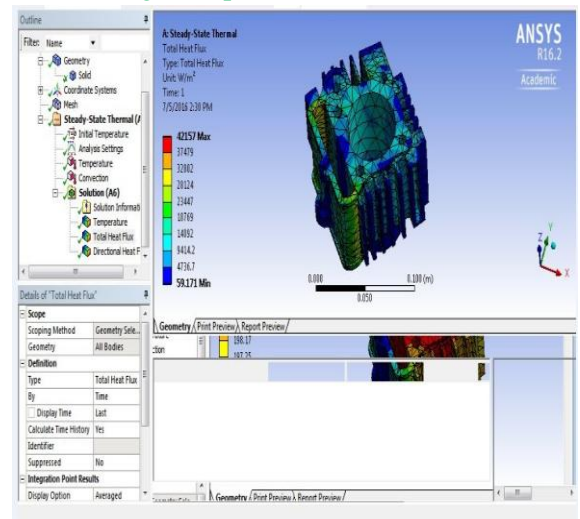 Outline
Filter: Name
Geometry
Solid
Coordinate Systems
Mesh
Steady-State Thermal (A
Initial Temperature
Analysis Settings
Temperature
Convection
Solution (A6)
Solution Informati
Temperature
Total Heat Flux
Directional Heat F
Details of "Total Heat Flux"
Scope
Scoping Method Geometry Sele...
Geometry All Bodies
Definition
Type Total Heat Flux
By Time
Display Time Last
Calculate Time History Yes
Identifier
Suppressed No
Integration Point Results
Display Option Averaged
A: Steady-State Thermal
Total Heat Flux
Type: Total Heat Flux
Unit: W/m²
Time: 1
7/5/2016 2:30 PM
42157 Max
37479
32802
28124
23447
18769
14092
9414.2
4736.7
59.171 Min
ANSYS
R16.2
Academic
0.000 0.100 (m)
0.050
Y
Z
X
Geometry Print Preview Report Preview
198.17
197.25
Geometry Print Preview Report Preview